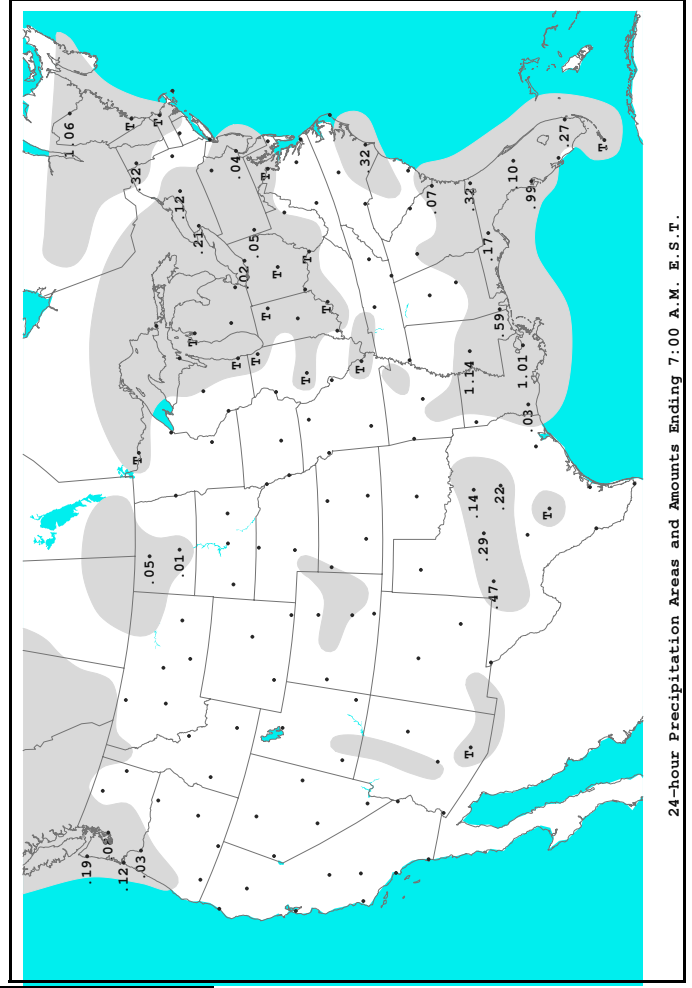 1.06
.19
.12
T
T
.32
.03
.05
T
.01
.12
T
.21
T
.04
.02
.05
T
T
T
T
T
T
T
T
.32
.07
T
1.14
.32
.14
.29
.17
.47
.22
.59
.10
1.01
.03
.99
T
.27
T
24-hour Precipitation Areas and Amounts Ending 7:00 A.M. E.S.T.